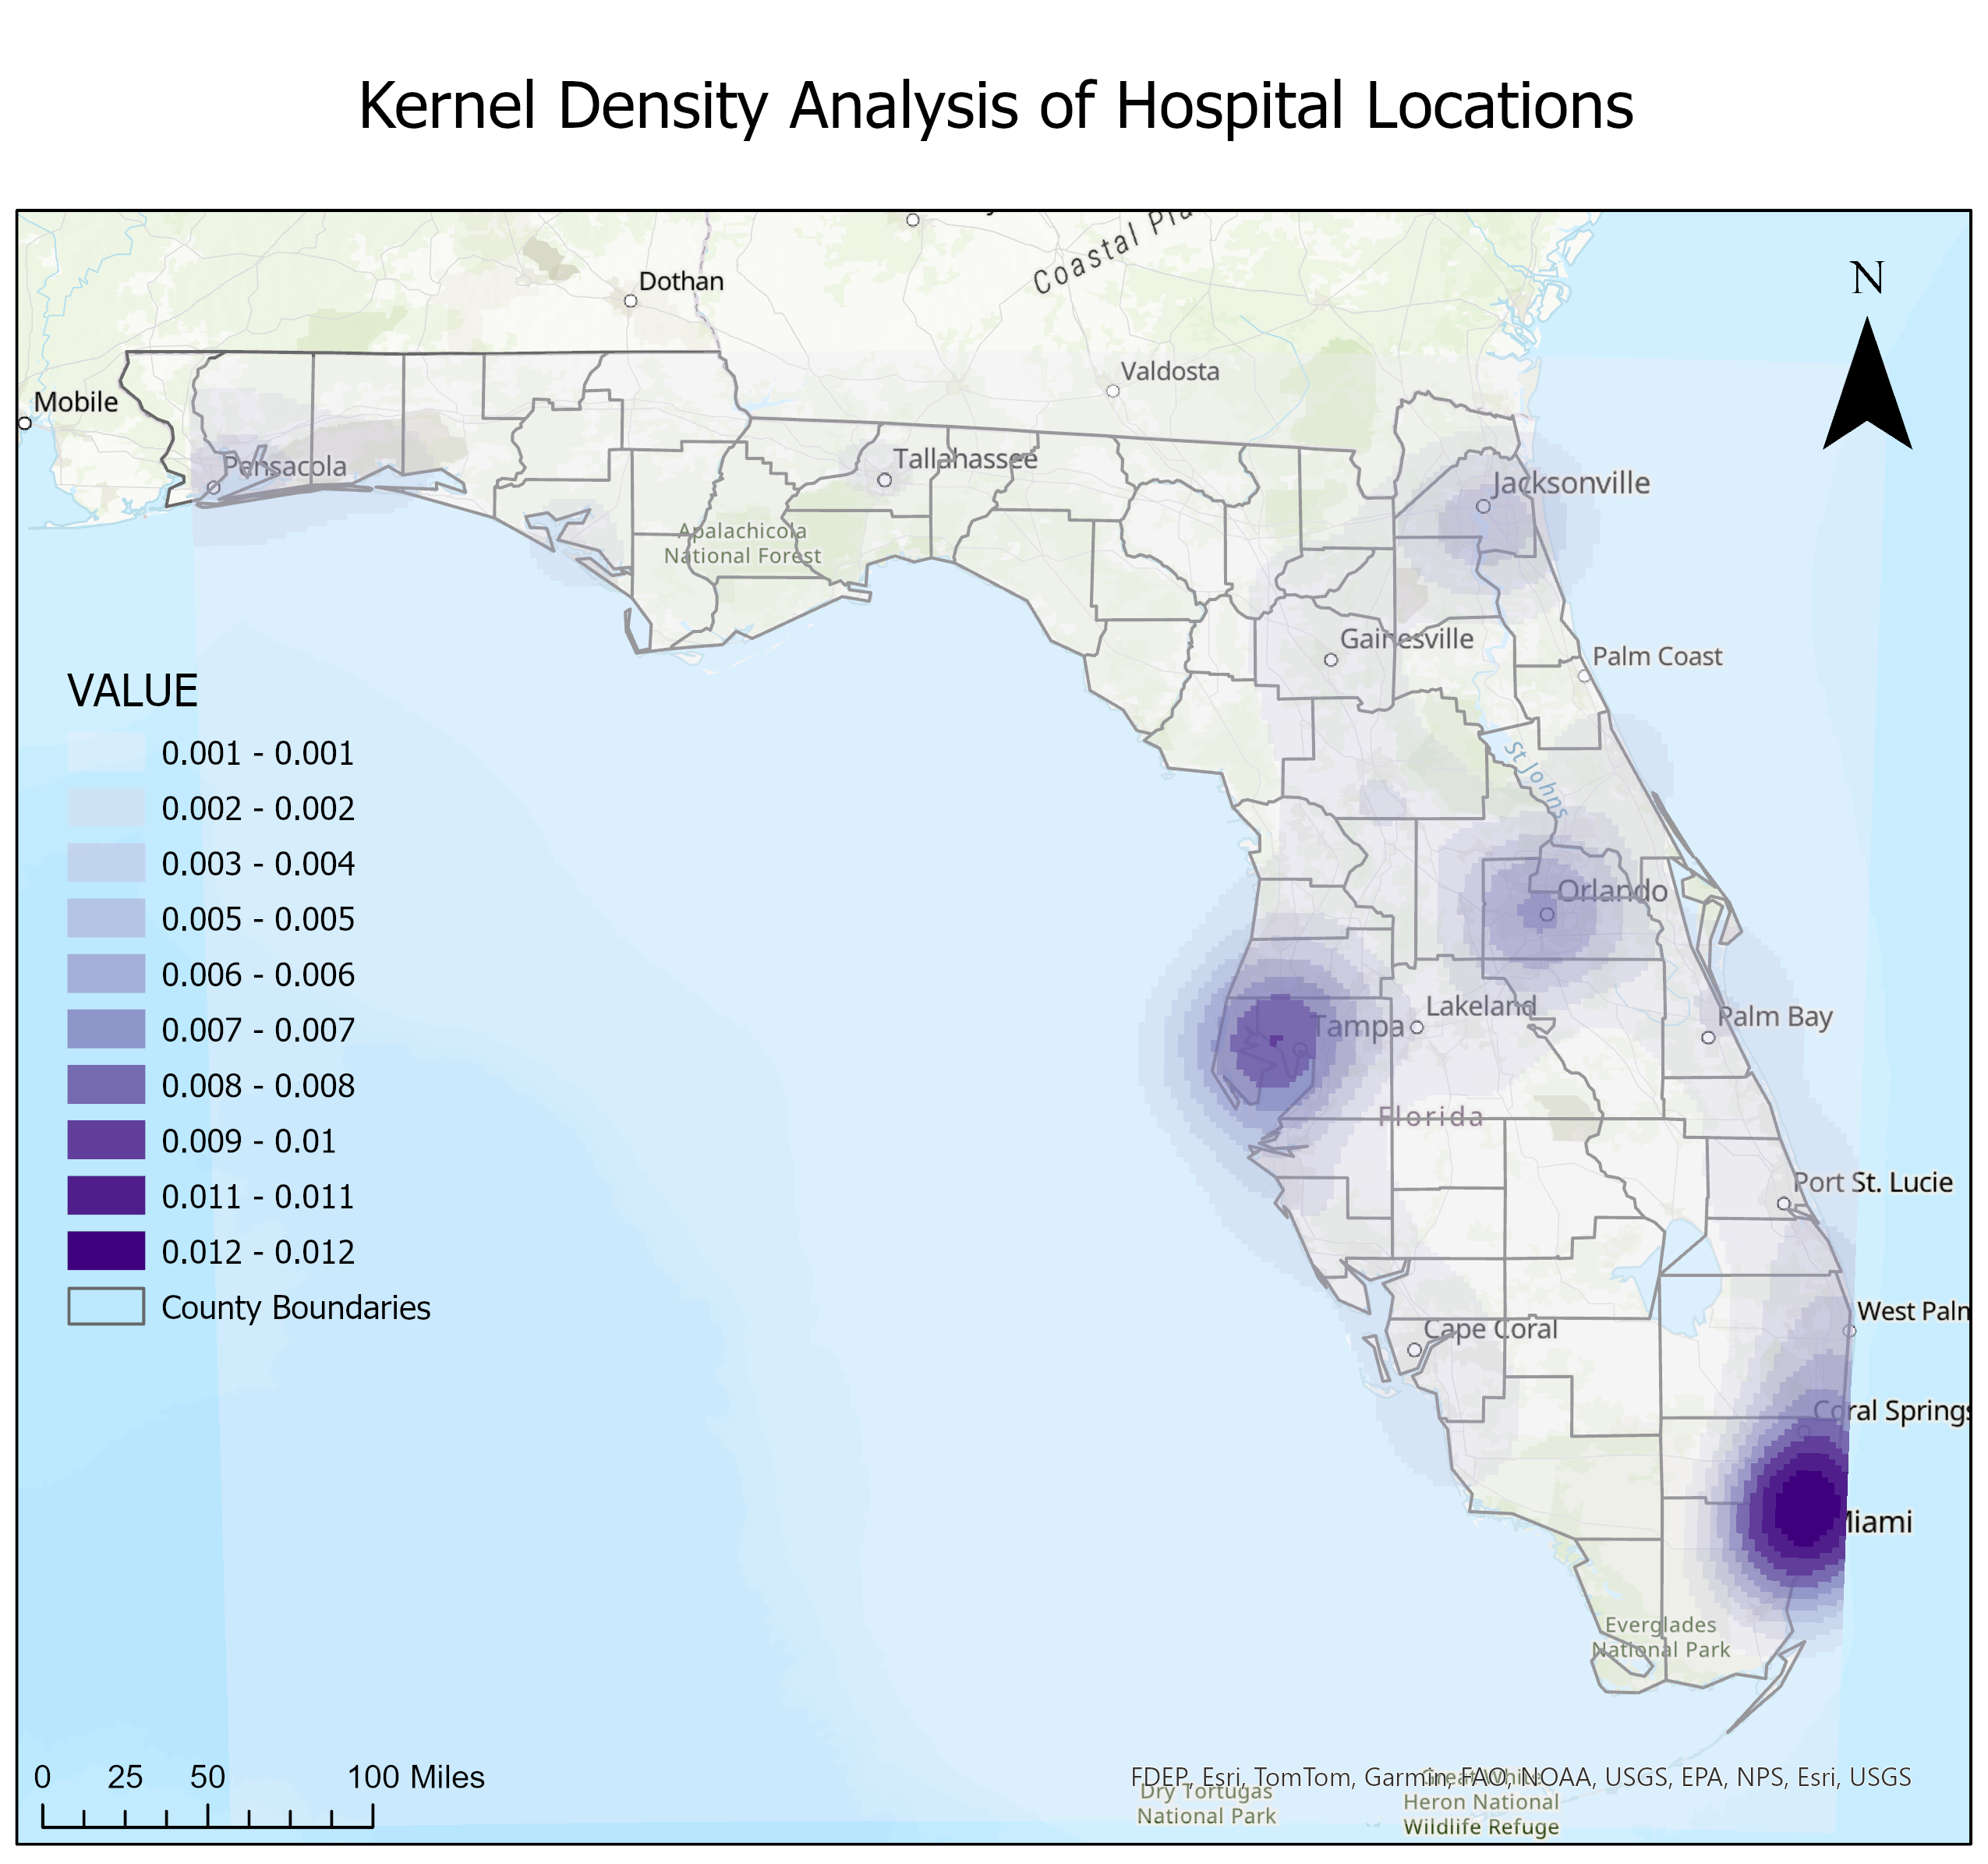 Kernel Density Analysis of Hospital Locations
Coastal
N
Dothan
Valdosta
Mobile
Pensacola
Tallahassee
Jacksonville
Apalachicola
National Forest
Gainesville
Palm Coast
St Johns
VALUE
0.001 - 0.001
0.002 - 0.002
0.003 - 0.004
0.005 - 0.005
0.006 - 0.006
0.007 - 0.007
0.008 - 0.008
0.009 - 0.01
0.011 - 0.011
0.012 - 0.012
County Boundaries
Orlando
Lakeland
Tampa
Palm Bay
Florida
Port St. Lucie
West Palm
Cape Coral
Coral Springs
Miami
Everglades
National Park
0 25 50 100 Miles
FDEP, Esri, TomTom, Garmin, FAO, NOAA, USGS, EPA, NPS, Esri, USGS
Dry Tortugas
National Park
Great White
Heron National
Wildlife Refuge